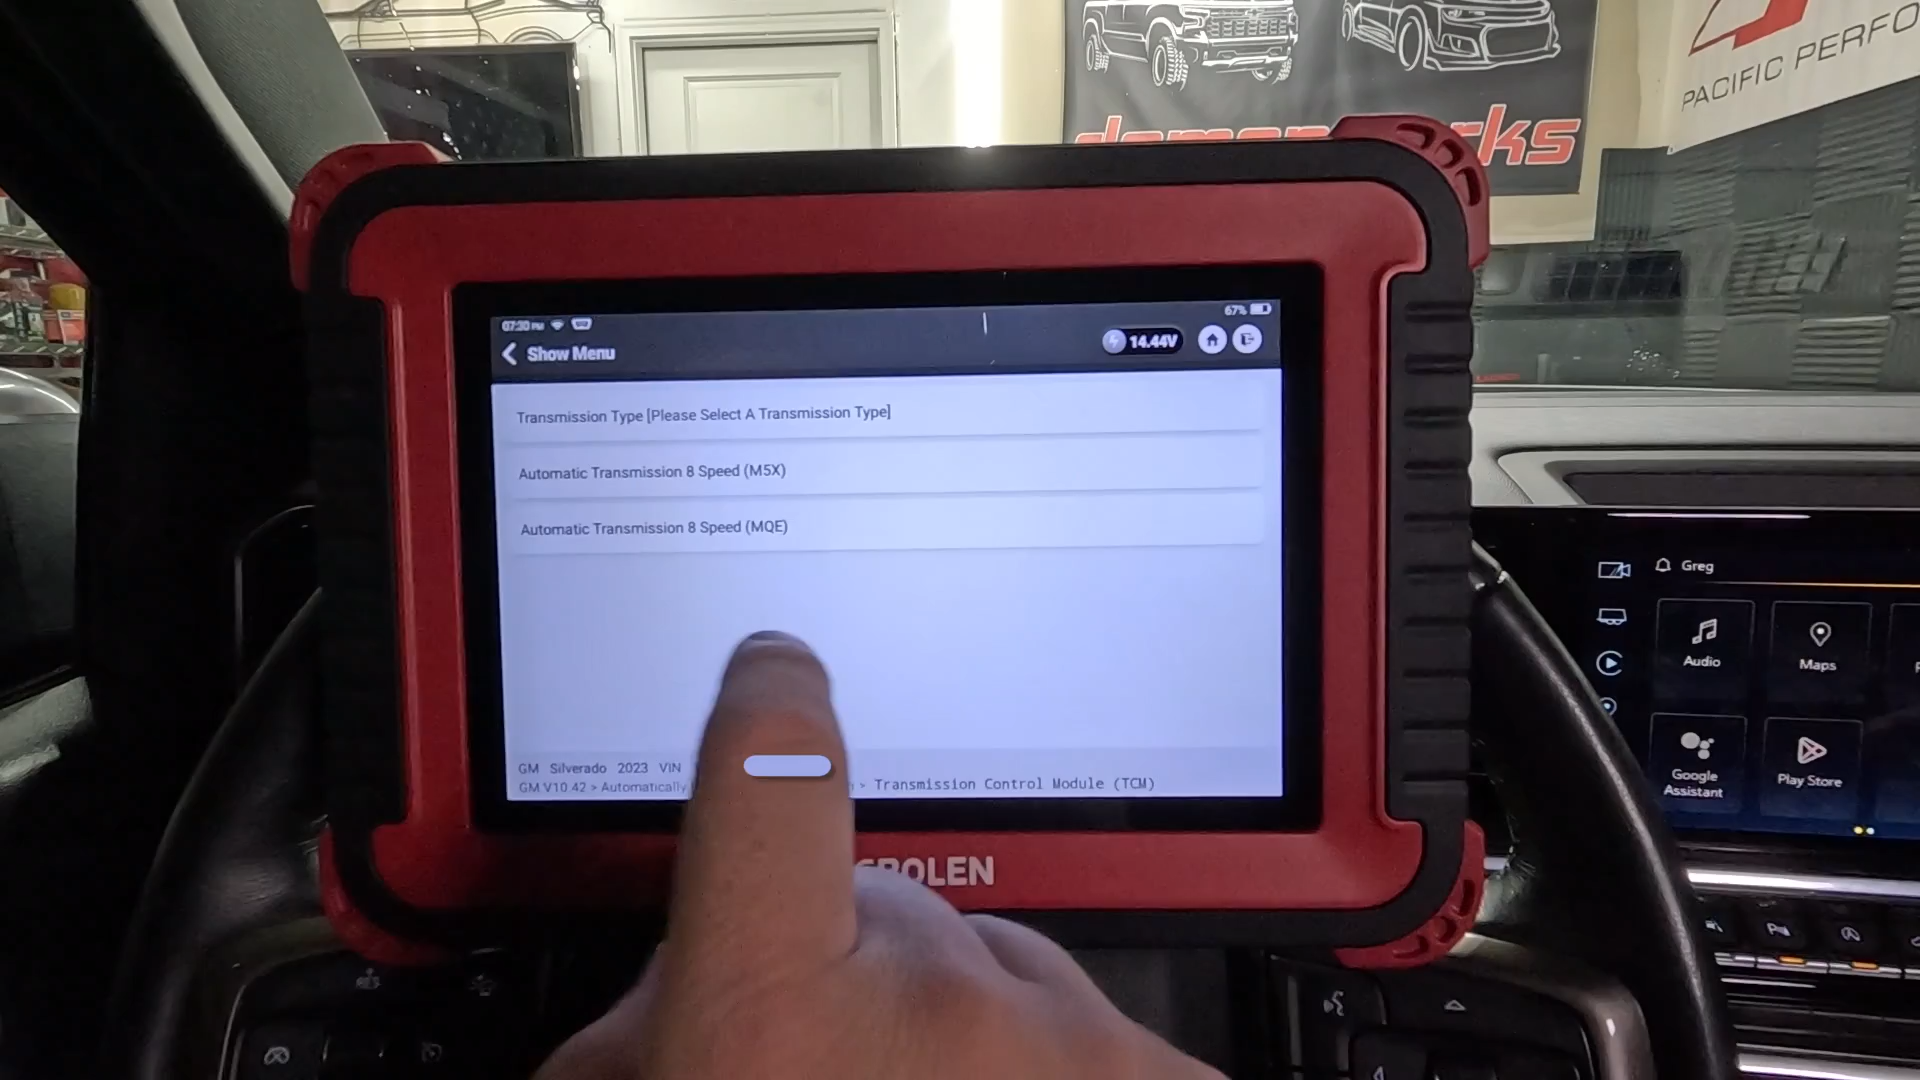 PACIFIC PERFO
07:30 PM
67%
Show Menu
14.44V
Transmission Type [Please Select A Transmission Type]
Automatic Transmission 8 Speed (M5X)
Automatic Transmission 8 Speed (MQE)
GM Silverado 2023 VIN
GM V10.42 > Automatically > Transmission Control Module (TCM)
Greg
Audio
Maps
Google
Assistant
Play Store
RES